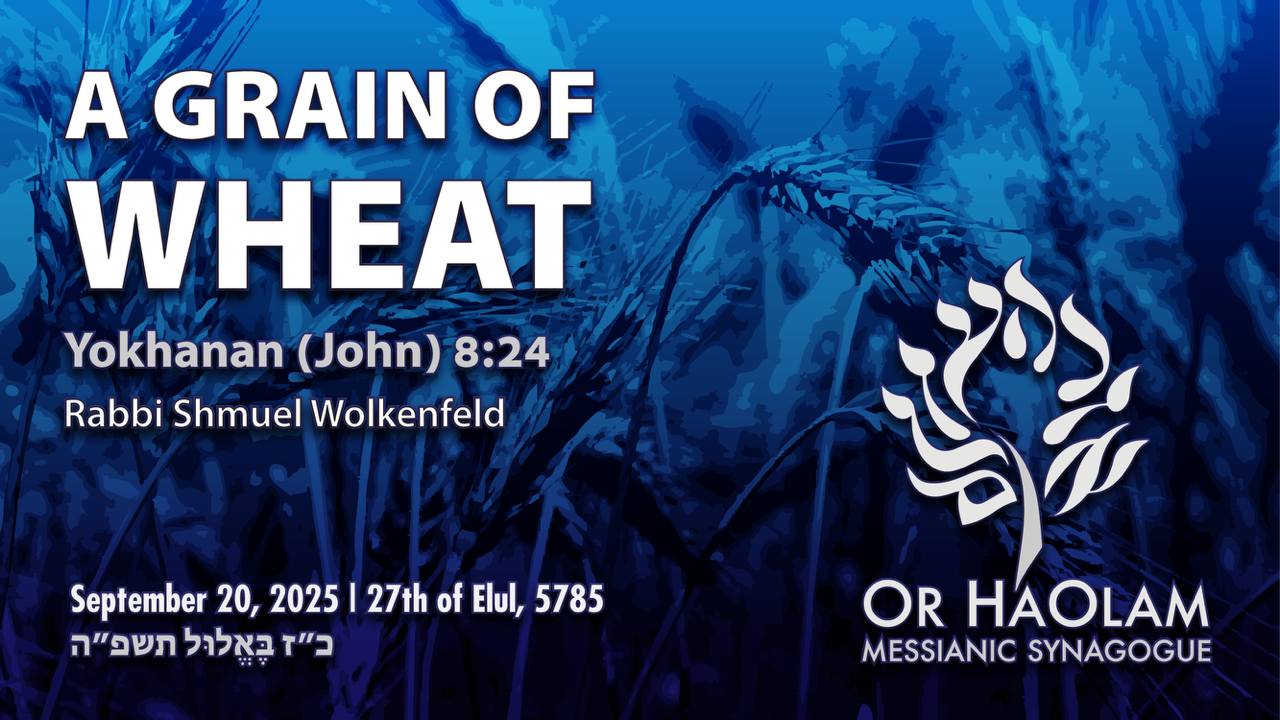 A GRAIN OF
WHEAT
Yokhanan (John) 8:24
Rabbi Shmuel Wolkenfeld
September 20, 2025 | 27th of Elul, 5785
כ״ז בֶּאֱלוּל תשפ״ה
OR HAOLAM
MESSIANIC SYNAGOGUE